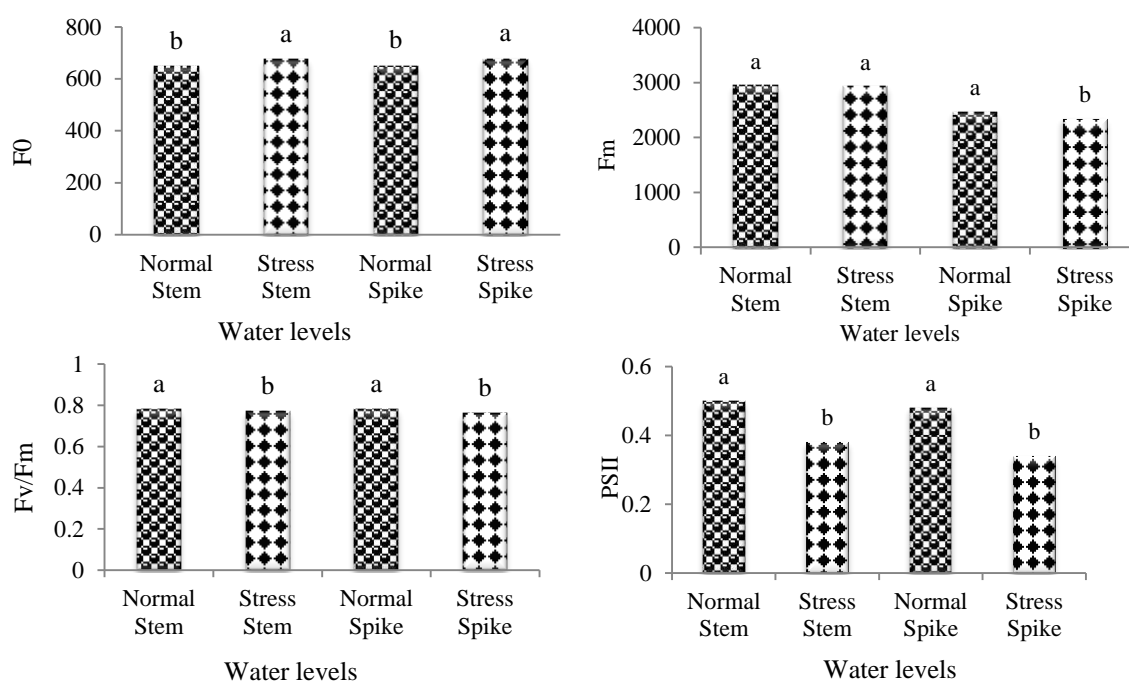 F0
800
600
400
200
0
b a b a
Normal Stress Normal Stress
Stem Stem Spike Spike
Water levels
Fm
4000
3000
2000
1000
0
a a a b
Normal Stress Normal Stress
Stem Stem Spike Spike
Water levels
Fv/Fm
1
0.8
0.6
0.4
0.2
0
a b a b
Normal Stress Normal Stress
Stem Stem Spike Spike
Water levels
PSII
0.6
0.4
0.2
0
a b a b
Normal Stress Normal Stress
Stem Stem Spike Spike
Water levels